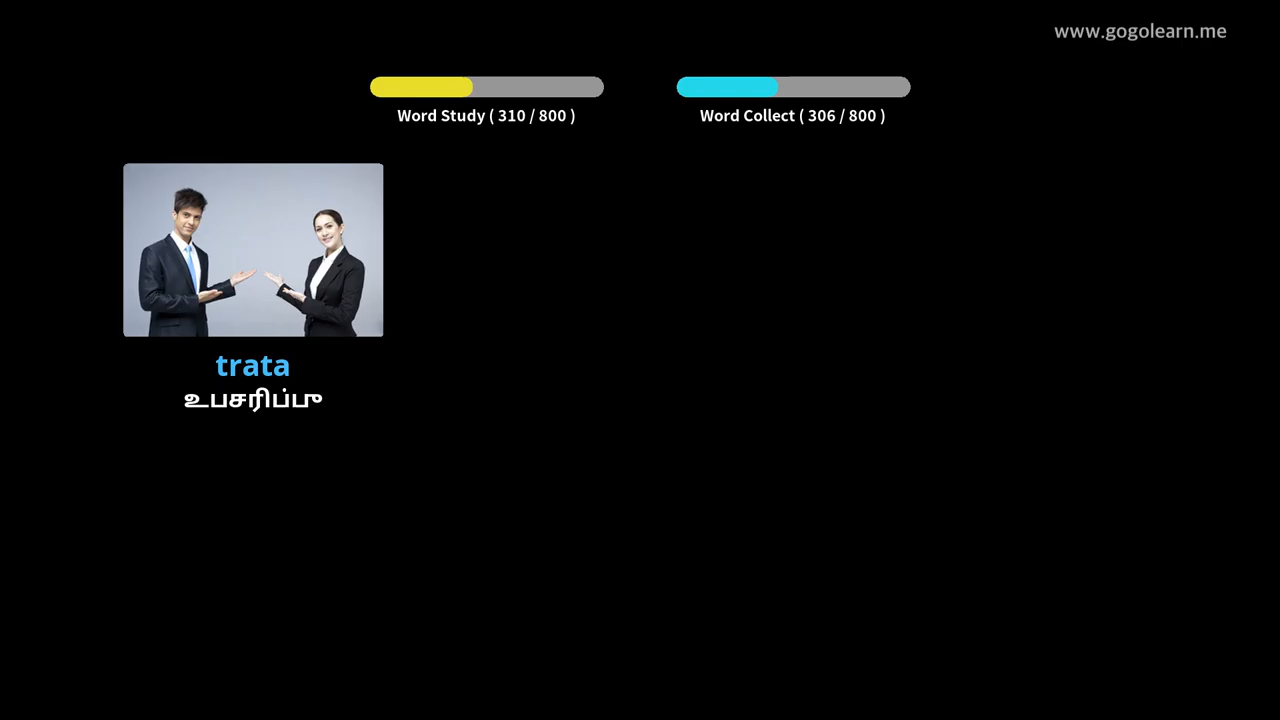 www.gogolearn.me
Word Study ( 310 / 800 )
Word Collect ( 306 / 800 )
trata
உபசரிப்பு